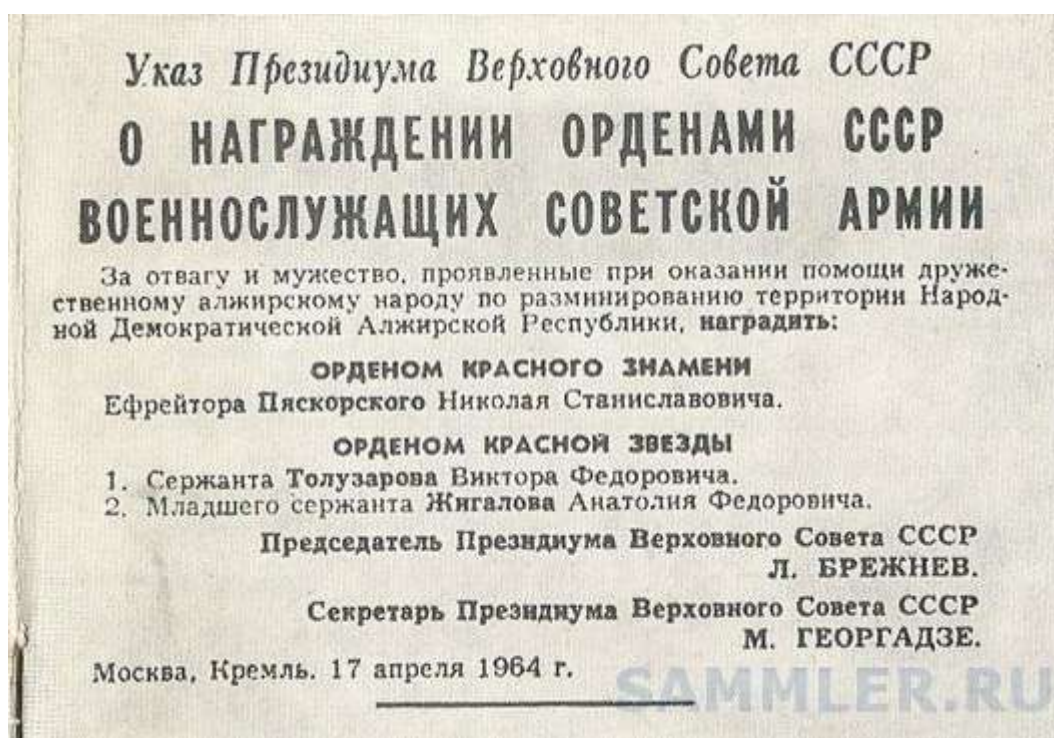 Указ Президиума Верховного Совета СССР
О НАГРАЖДЕНИИ ОРДЕНАМИ СССР
ВОЕННОСЛУЖАЩИХ СОВЕТСКОЙ АРМИИ
За отвагу и мужество, проявленные при оказании помощи друже-
ственному алжирскому народу по разминированию территории Народ-
ной Демократической Алжирской Республики, наградить:
ОРДЕНОМ КРАСНОГО ЗНАМЕНИ
Ефрейтора Пяскорского Николая Станиславовича.
ОРДЕНОМ КРАСНОЙ ЗВЕЗДЫ
1. Сержанта Толузарова Виктора Федоровича.
2. Младшего сержанта Жигалова Анатолия Федоровича.
Председатель Президиума Верховного Совета СССР
Л. БРЕЖНЕВ.
Секретарь Президиума Верховного Совета СССР
М. ГЕОРГАДЗЕ.
Москва, Кремль. 17 апреля 1964 г.
SAMMLER.RU